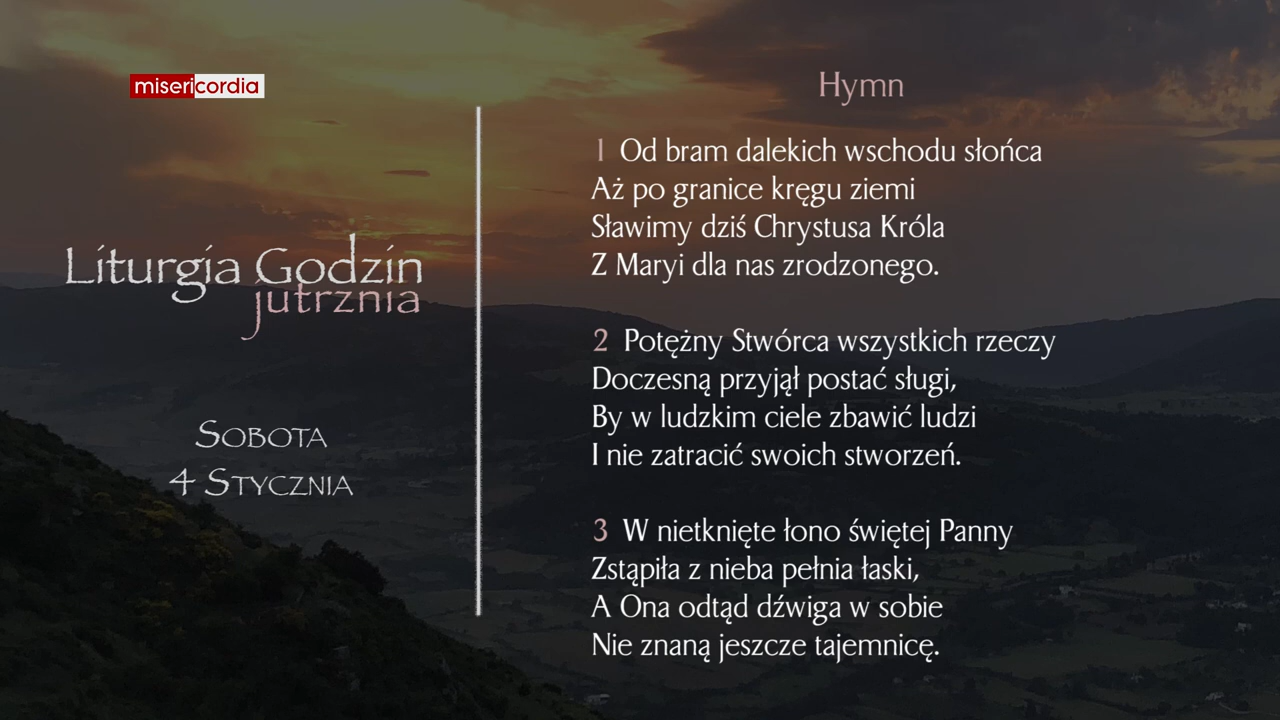 misericordia
Liturgia Godzin
jutrznia
Sobota
4 Stycznia
Hymn
1 Od bram dalekich wschodu słońca
Aż po granice kręgu ziemi
Sławimy dziś Chrystusa Króla
Z Maryi dla nas zrodzonego.
2 Potężny Stwórca wszystkich rzeczy
Doczesną przyjął postać sługi,
By w ludzkim ciele zbawić ludzi
I nie zatracić swoich stworzeń.
3 W nietknięte łono świętej Panny
Zstąpiła z nieba pełnia łaski,
A Ona odtąd dźwiga w sobie
Nie znaną jeszcze tajemnicę.